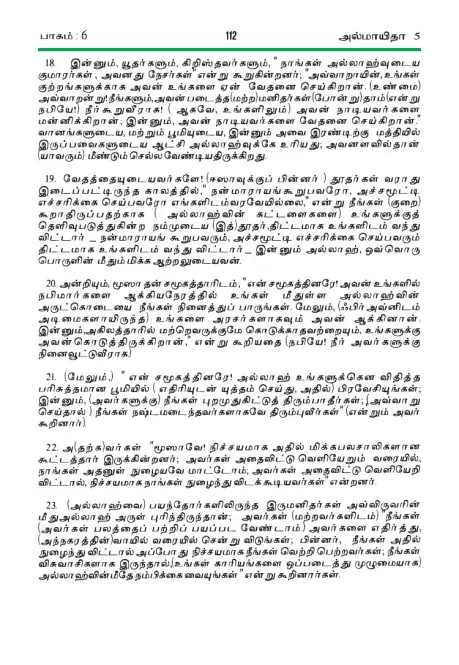 பாகம் : 6 112 அல்மாயிதா 5
18. இன்னும், யூதர்களும், கிறிஸ்தவர்களும், " நாங்கள் அல்லாஹ்வுடைய
குமாரர்கள் , அவனது நேசர்கள்" என்று கூறுகின்றனர்; "அவ்வாறாயின், உங்கள்
குற்றங்களுக்காக அவன் உங்களை ஏன் வேதனை செய்கிறான். (உண்மை)
அவ்வாறன்று! நீங்களும், அவன் படைத்த(மற்ற)மனிதர்கள் (போன்று)தாம் (என்று
நபியே!) நீர் கூறுவீராக! ( ஆகவே, உங்களிலும்) அவன் நாடியவர்களை
மன்னிக்கிறான், இன்னும், அவன் நாடியவர்களை வேதனை செய்கிறான்."
வானங்களுடைய, மற்றும் பூமியுடைய, இன்னும் அவை இரண்டிற்கு மத்தியில்
இருப்பவைகளுடைய ஆட்சி அல்லாஹ்வுக்கே உரியது; அவனளவில்தான்
(யாவரும்) மீண்டும் செல்லவேண்டியதிருக்கிறது.
19. வேதத்தையுடையவர்களே! (ஈஸாவுக்குப் பின்னர் ) தூதர்கள் வராது
இடைப்பட்டிருந்த காலத்தில்," நன்மாராயங்கூறுபவரோ, அச்சமூட்டி
எச்சரிக்கை செய்பவரோ எங்களிடம்வரவேயில்லை," என்று நீங்கள் (குறை)
கூறாதிருப்பதற்காக ( அல்லாஹ்வின் கட்டளைகளை) உங்களுக்குத்
தெளிவுபடுத்துகின்ற நம்முடைய (இத்)தூதர், திட்டமாக உங்களிடம் வந்து
விட்டார் _ நன்மாராயங் கூறுபவரும், அச்சமூட்டி எச்சரிக்கை செய்பவரும்
திட்டமாக உங்களிடம் வந்து விட்டார் _ இன்னும் அல்லாஹ், ஒவ்வொரு
பொருளின் மீதும் மிக்க ஆற்றலுடையவன்.
20. அன்றியும், மூஸா தன் சமூகத்தாரிடம், "என் சமூகத்தினரே! அவன் உங்களில்
நபிமார்களை ஆக்கியநேரத்தில் உங்கள் மீதுள்ள அல்லாஹ்வின்
அருட்கொடையை நீங்கள் நினைத்துப் பாருங்கள். மேலும், (ஃபிர்அவ்னிடம்
அடிமைகளாயிருந்த) உங்களை அரசர்களாகவும் அவன் ஆக்கினான்.
இன்னும், அகிலத்தாரில் மற்றெவருக்குமே கொடுக்காதவற்றையும், உங்களுக்கு
அவன் கொடுத்திருக்கிறான்," என்று கூறியதை (நபியே! நீர் அவர்களுக்கு
நினைவூட்டுவீராக)
21. (மேலும்,) " என் சமூகத்தினரே! அல்லாஹ் உங்களுக்கென விதித்த
பரிசுத்தமான பூமியில் ( எதிரியுடன் யுத்தம் செய்து, அதில்) பிரவேசியுங்கள்;
இன்னும், (அவர்களுக்கு) நீங்கள் புறமுதுகிட்டுத் திரும்பாதீர்கள்; (அவ்வாறு
செய்தால் ) நீங்கள் நஷ்டமடைந்தவர்களாகவே திரும்புவீர்கள்" (என்றும் அவர்
கூறினார்).
22. அ(தற்க)வர்கள் "மூஸாவே! நிச்சயமாக அதில் மிக்கபலசாலிகளான
கூட்டத்தார் இருக்கின்றனர்; அவர்கள் அதைவிட்டு வெளியேறும் வரையில்,
நாங்கள் அதனுள் நுழையவே மாட்டோம்; அவர்கள் அதைவிட்டு வெளியேறி
விட்டால், நிச்சயமாக நாங்கள் நுழைந்து விடக் கூடியவர்கள்" என்றனர்.
23. (அல்லாஹ்வை) பயந்தோர்களிலிருந்த இருமனிதர்கள் அவ்விருவரின்
மீது அல்லாஹ் அருள் புரிந்திருந்தான்; அவர்கள் (மற்றவர்களிடம்) "நீங்கள்
(அவர்கள் பலத்தைப் பற்றிப் பயப்பட வேண்டாம்.) அவர்களை எதிர்த்து,
(அந்நகரத்தின்)வாயில் வரையில் சென்று விடுங்கள்; பின்னர், நீங்கள் அதில்
நுழைந்து விட்டால் அப்போது நிச்சயமாக நீங்கள் வெற்றி பெற்றவர்கள்; நீங்கள்
விசுவாசிகளாக இருந்தால், (உங்கள் காரியங்களை ஒப்படைத்து முழுமையாக)
அல்லாஹ்வின்மீதே நம்பிக்கை வையுங்கள்" என்று கூறினார்கள்.